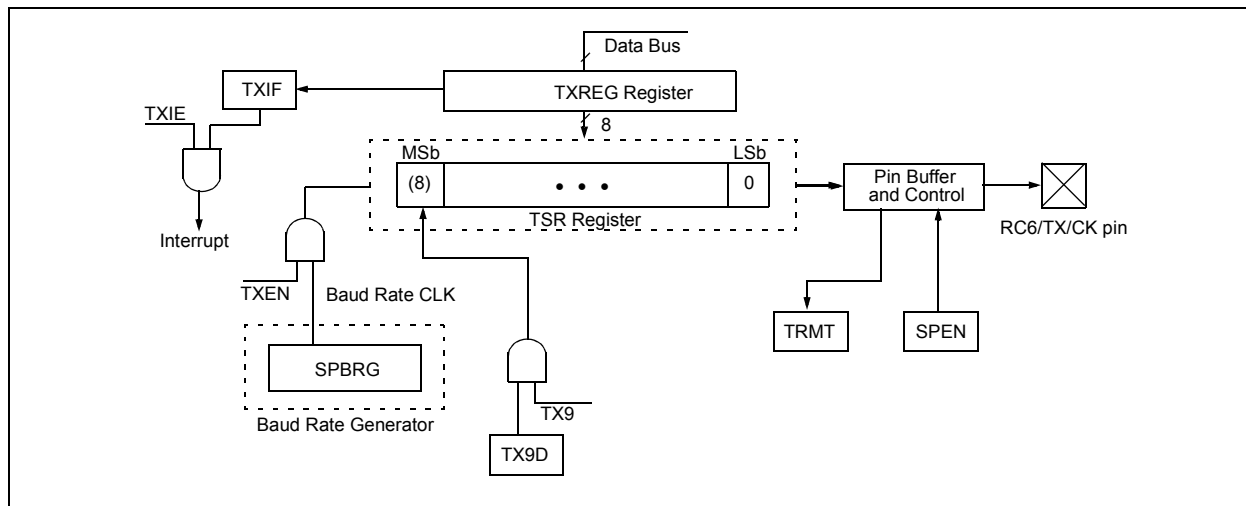 Data Bus
TXIF
TXREG Register
TXIE
8
MSb
LSb
(8)
• • •
0
Pin Buffer
and Control
TSR Register
Interrupt
RC6/TX/CK pin
TXEN
Baud Rate CLK
TRMT
SPEN
SPBRG
TX9
Baud Rate Generator
TX9D